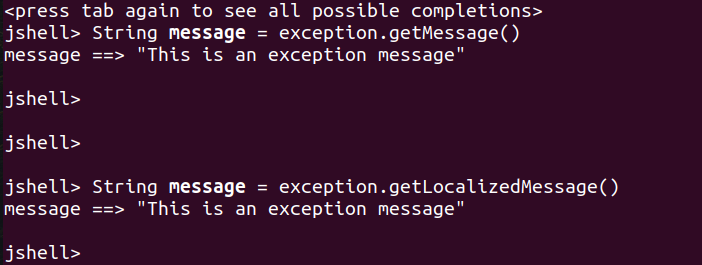 <press tab again to see all possible completions>
jshell> String message = exception.getMessage()
message ==> "This is an exception message"
jshell>
jshell>
jshell> String message = exception.getLocalizedMessage()
message ==> "This is an exception message"
jshell>